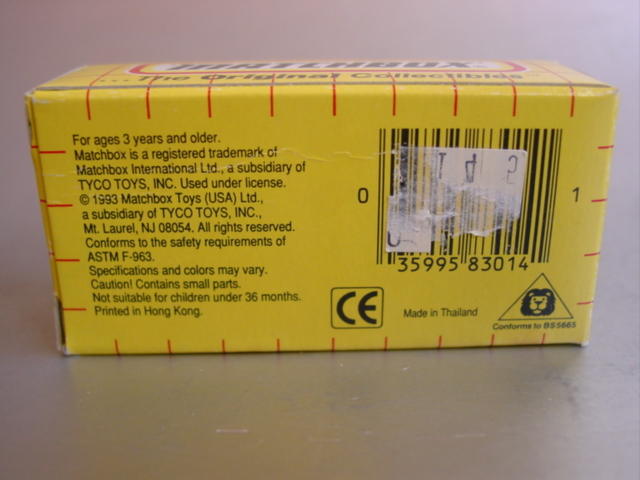 MATCHBOX
... The Original Collectibles
For ages 3 years and older.
Matchbox is a registered trademark of
Matchbox International Ltd., a subsidiary of
TYCO TOYS, INC. Used under license.
© 1993 Matchbox Toys (USA) Ltd.,
a subsidiary of TYCO TOYS, INC.,
Mt. Laurel, NJ 08054. All rights reserved.
Conforms to the safety requirements of
ASTM F-963.
Specifications and colors may vary.
Caution! Contains small parts.
Not suitable for children under 36 months.
Printed in Hong Kong.
0 35995 83014 1
CE
Made in Thailand
Conforms to BS5665